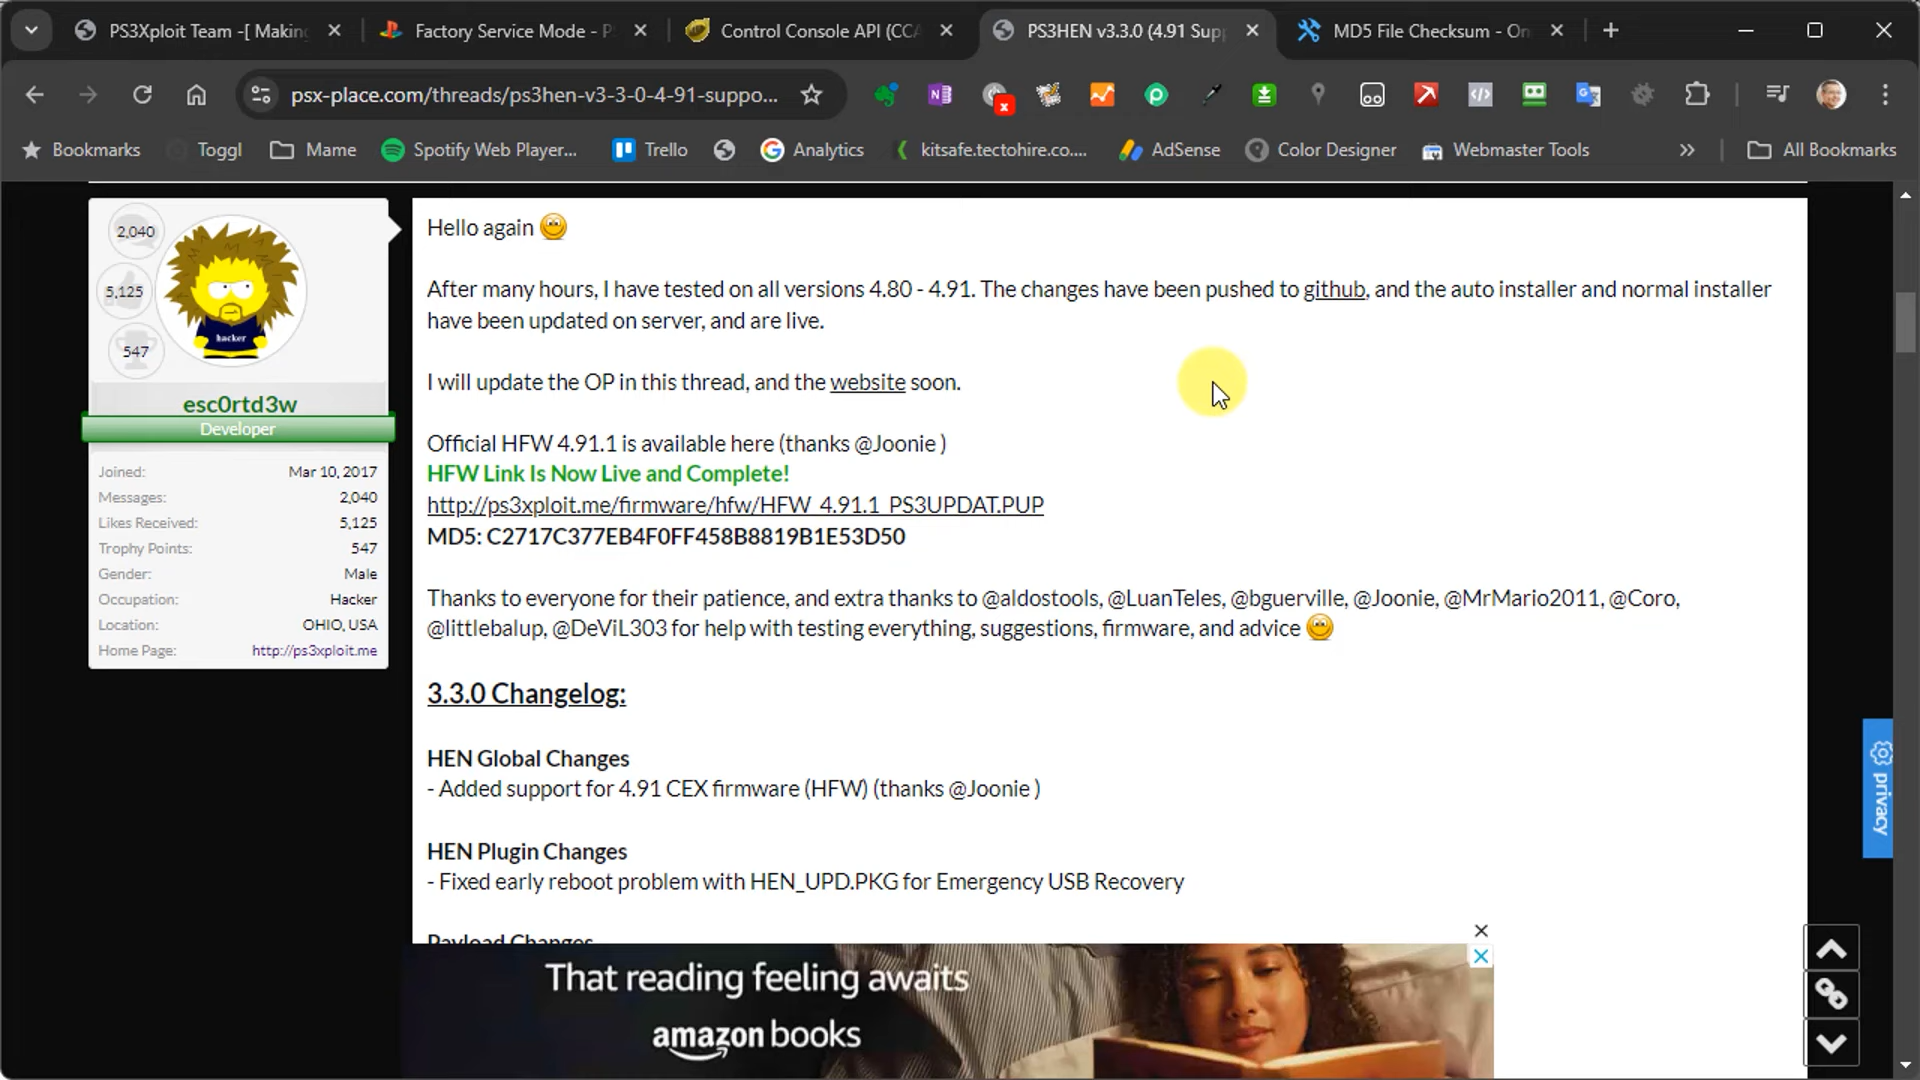 PS3Xploit Team -[ Making
Factory Service Mode - P
Control Console API (CCA
PS3HEN v3.3.0 (4.91 Supp
MD5 File Checksum - On
psx-place.com/threads/ps3hen-v3-3-0-4-91-suppo...
Bookmarks
Toggl
Mame
Spotify Web Player...
Trello
Analytics
kitsafe.tectohire.co....
AdSense
Color Designer
Webmaster Tools
»
All Bookmarks
2,040
5,125
547
hacker
esc0rtd3w
Developer
Joined: Mar 10, 2017
Messages: 2,040
Likes Received: 5,125
Trophy Points: 547
Gender: Male
Occupation: Hacker
Location: OHIO, USA
Home Page: http://ps3xploit.me
Hello again
After many hours, I have tested on all versions 4.80 - 4.91. The changes have been pushed to github, and the auto installer and normal installer
have been updated on server, and are live.
I will update the OP in this thread, and the website soon.
Official HFW 4.91.1 is available here (thanks @Joonie )
HFW Link Is Now Live and Complete!
http://ps3xploit.me/firmware/hfw/HFW_4.91.1_PS3UPDAT.PUP
MD5: C2717C377EB4F0FF458B8819B1E53D50
Thanks to everyone for their patience, and extra thanks to @aldostools, @LuanTeles, @bguerville, @Joonie, @MrMario2011, @Coro,
@littlebalup, @DeViL303 for help with testing everything, suggestions, firmware, and advice
3.3.0 Changelog:
HEN Global Changes
- Added support for 4.91 CEX firmware (HFW) (thanks @Joonie )
HEN Plugin Changes
- Fixed early reboot problem with HEN_UPD.PKG for Emergency USB Recovery
Payload Changes
privacy
That reading feeling awaits
amazon books